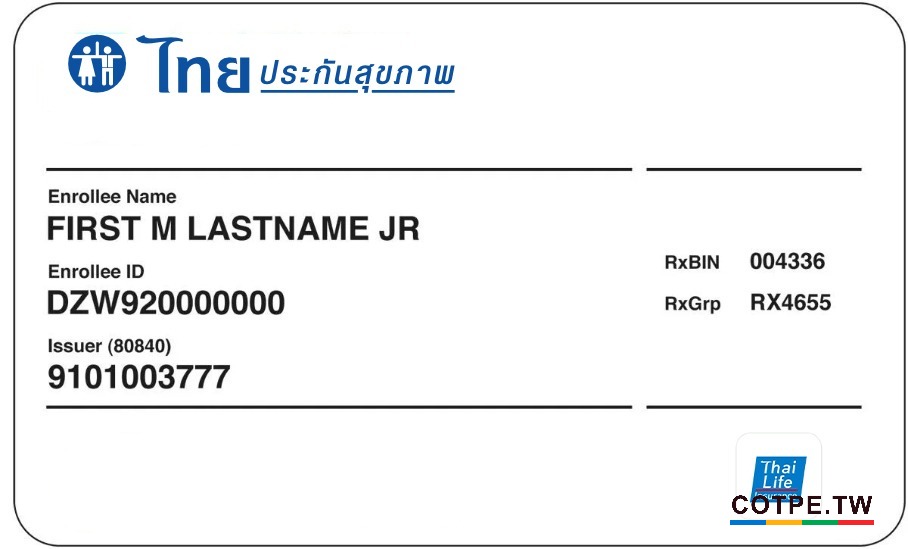 ไทยประกันสุขภาพ
Enrollee Name
FIRST M LASTNAME JR
Enrollee ID
DZW920000000
Issuer (80840)
9101003777
RxBIN 004336
RxGrp RX4655
Thai
Life
COTPE.TW